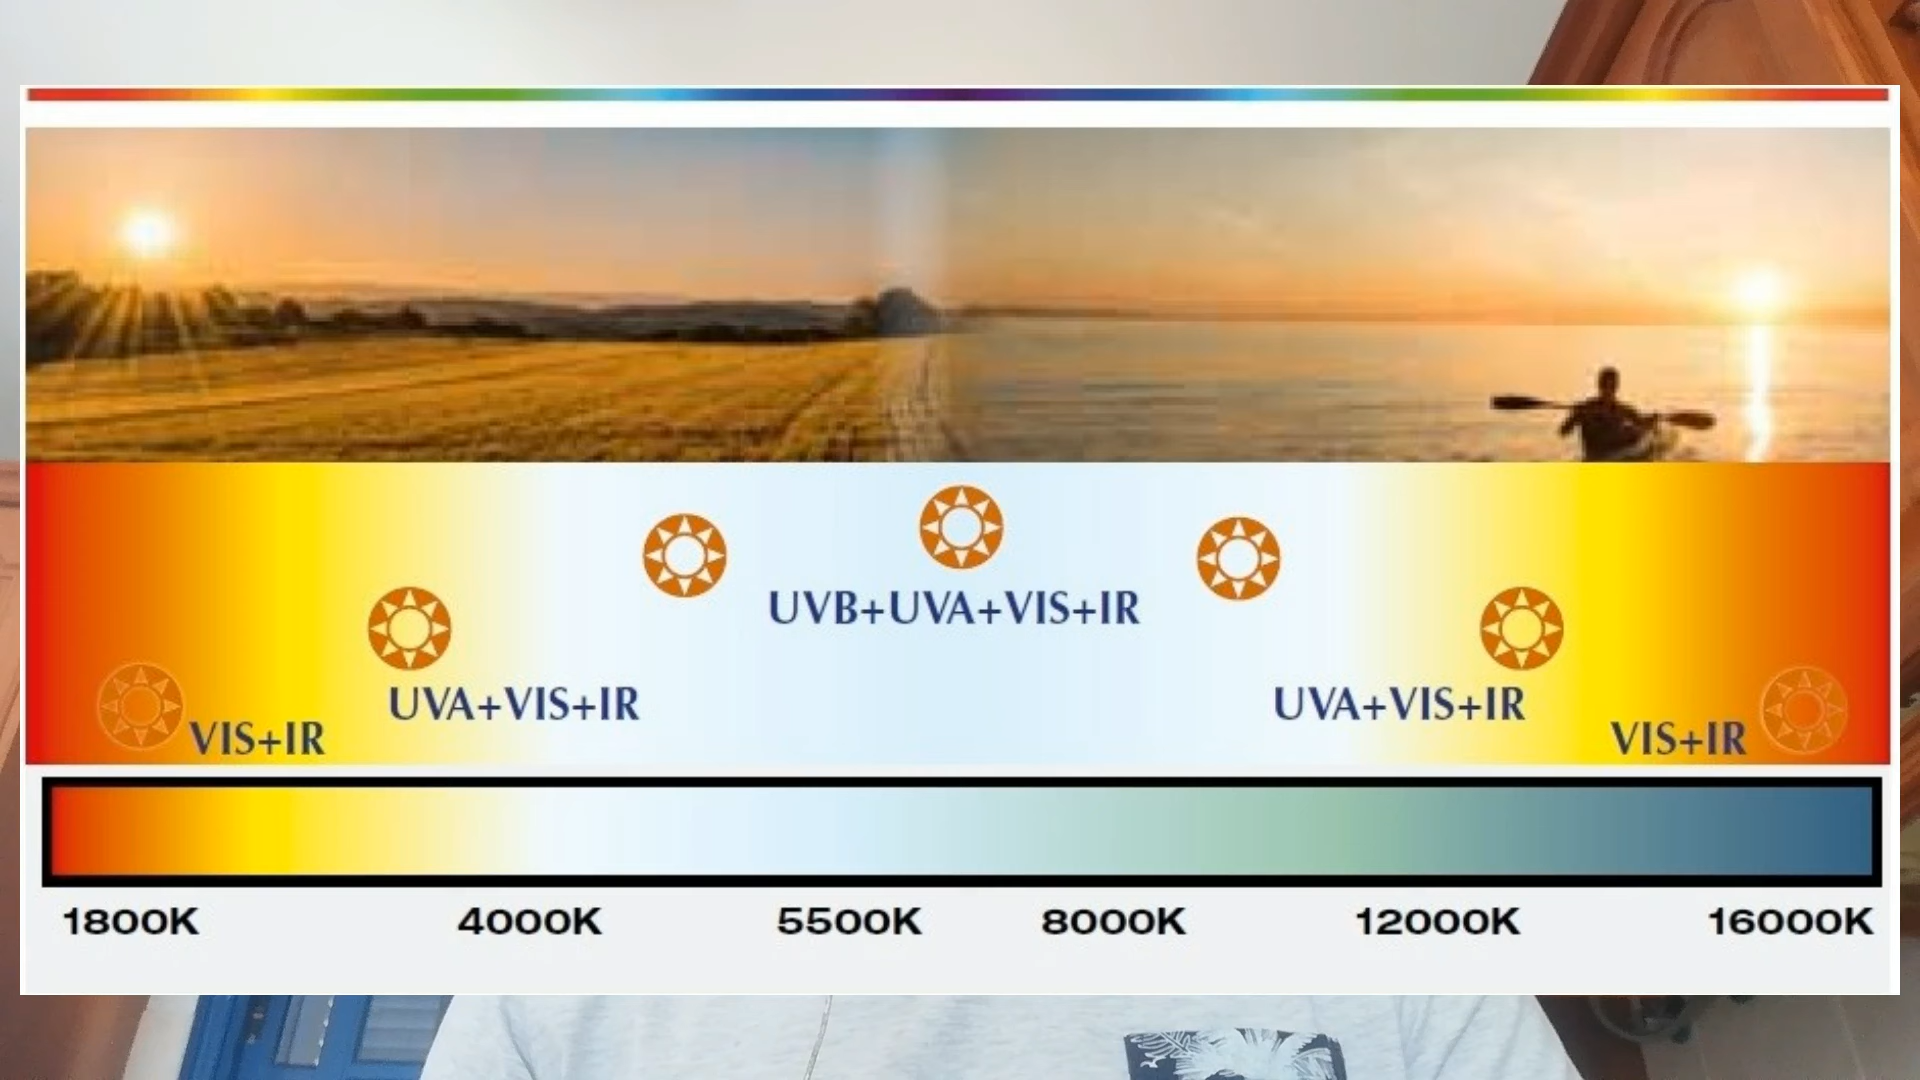 UVB+UVA+VIS+IR
UVA+VIS+IR
UVA+VIS+IR
VIS+IR
VIS+IR
1800K
4000K
5500K
8000K
12000K
16000K